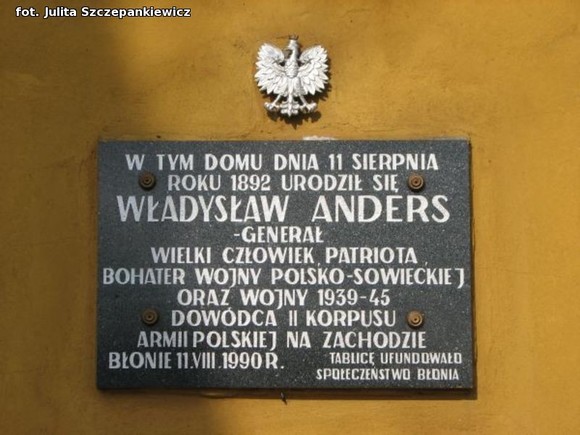 fot. Julita Szczepankiewicz
W TYM DOMU DNIA 11 SIERPNIA
ROKU 1892 URODZIŁ SIĘ
WŁADYSŁAW ANDERS
-GENERAŁ
WIELKI CZŁOWIEK, PATRIOTA,
BOHATER WOJNY POLSKO-SOWIECKIEJ
ORAZ WOJNY 1939-45
DOWÓDCA II KORPUSU
ARMII POLSKIEJ NA ZACHODZIE
BŁONIE 11.VIII.1990 R.
TABLICĘ UFUNDOWAŁO
SPOŁECZEŃSTWO BŁONIA